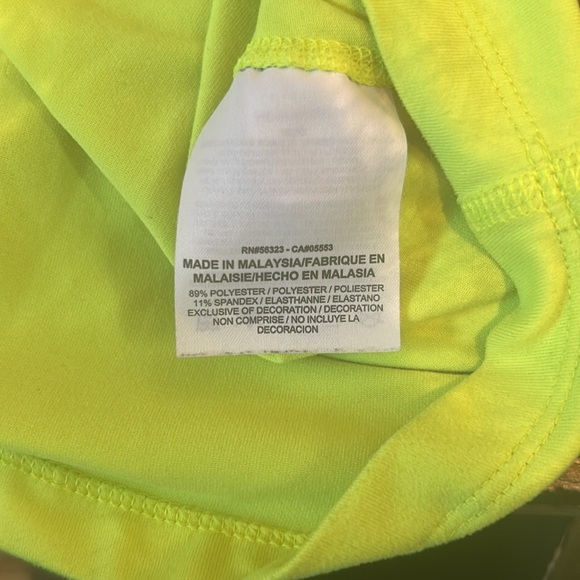 RN#56323 - CA#05553
MADE IN MALAYSIA/FABRIQUE EN
MALAISIE/HECHO EN MALASIA
89% POLYESTER / POLYESTER / POLIESTER
11% SPANDEX / ELASTHANNE / ELASTANO
EXCLUSIVE OF DECORATION / DECORATION
NON COMPRISE / NO INCLUYE LA
DECORACION